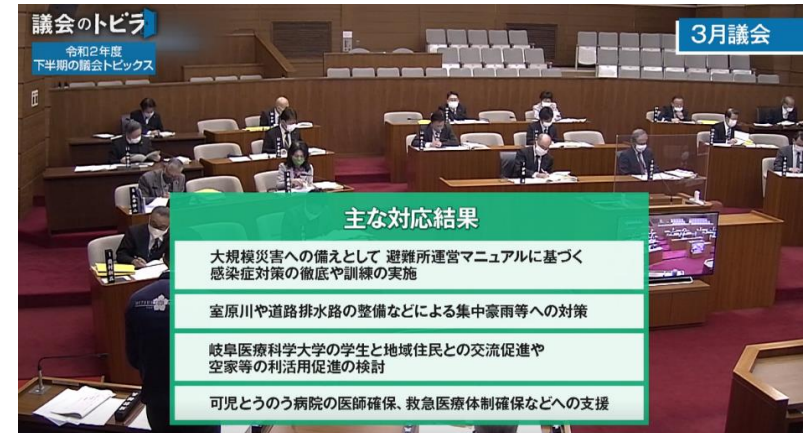 議会のトビラ
令和2年度
下半期の議会トピックス
3月議会
主な対応結果
大規模災害への備えとして 避難所運営マニュアルに基づく
感染症対策の徹底や訓練の実施
室原川や道路排水路の整備などによる集中豪雨等への対策
岐阜医療科学大学の学生と地域住民との交流促進や
空家等の利活用促進の検討
可児とうのう病院の医師確保、救急医療体制確保などへの支援